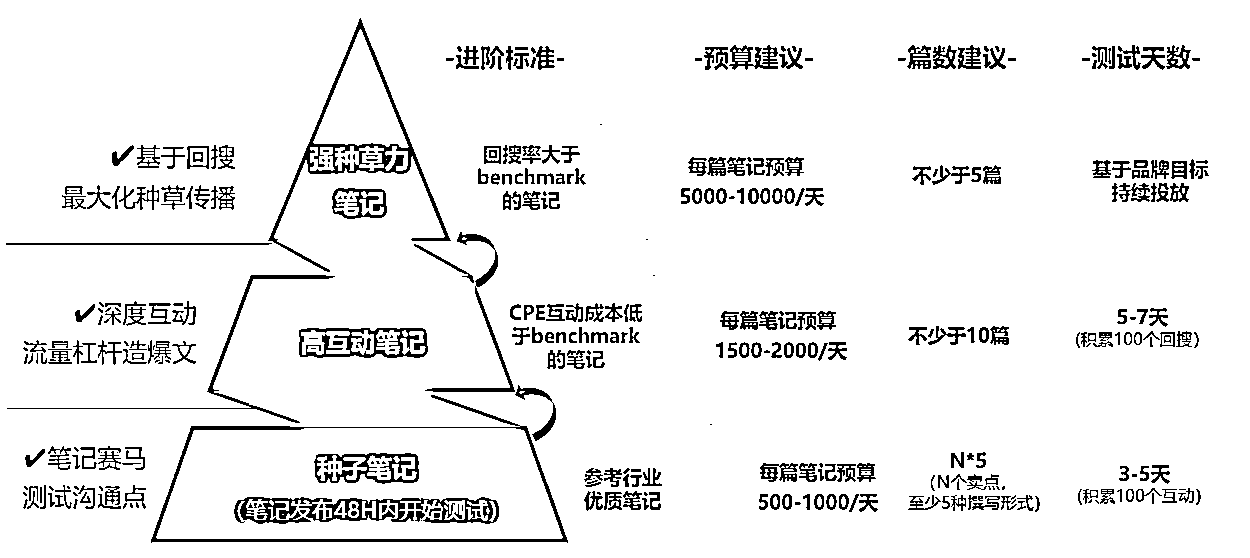 -进阶标准-
-预算建议-
-篇数建议-
-测试天数-
✔基于回搜
最大化种草传播
强种草力
笔记
回搜率大于
benchmark
的笔记
每篇笔记预算
5000-10000/天
不少于5篇
基于品牌目标
持续投放
✔深度互动
流量杠杆造爆文
高互动笔记
CPE互动成本低
于benchmark
的笔记
每篇笔记预算
1500-2000/天
不少于10篇
5-7天
(积累100个回搜)
✔笔记赛马
测试沟通点
种子笔记
(笔记发布48H内开始测试)
参考行业
优质笔记
每篇笔记预算
500-1000/天
N*5
(N个卖点,
至少5种撰写形式)
3-5天
(积累100个互动)